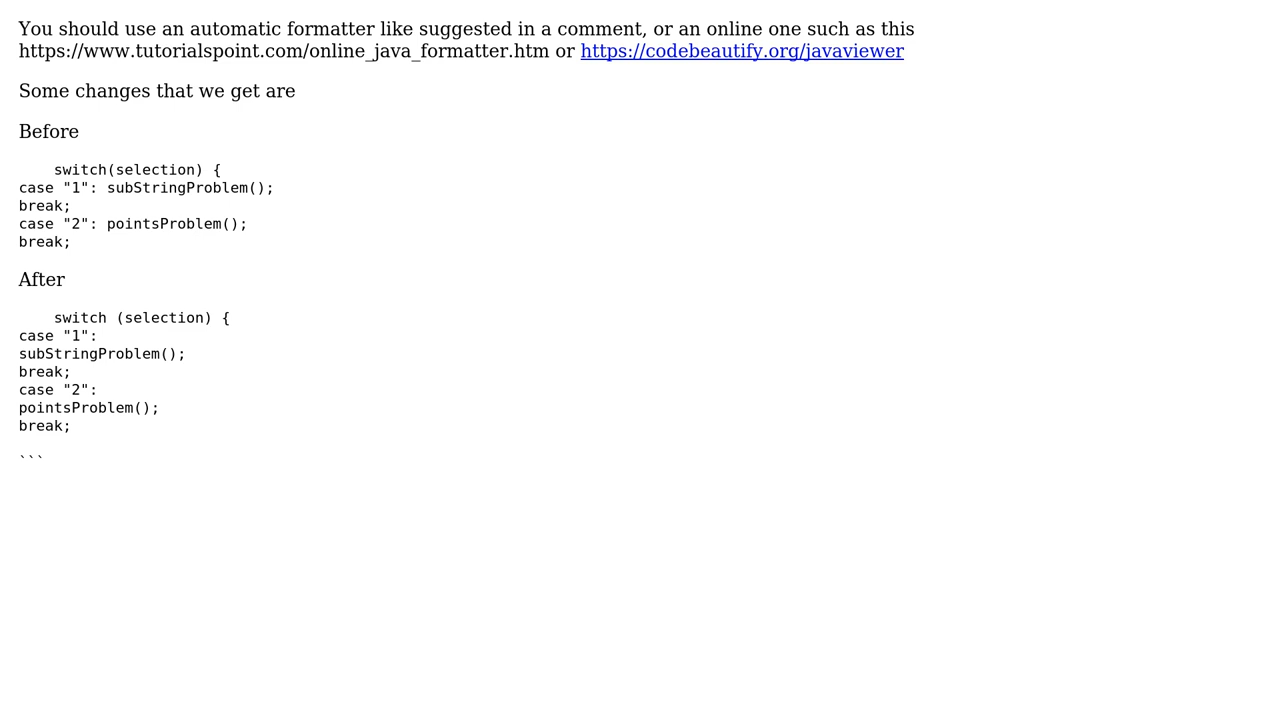 You should use an automatic formatter like suggested in a comment, or an online one such as this
https://www.tutorialspoint.com/online_java_formatter.htm or https://codebeautify.org/javaviewer
Some changes that we get are
Before
    switch(selection) {
case "1": subStringProblem();
break;
case "2": pointsProblem();
break;
After
    switch (selection) {
case "1":
subStringProblem();
break;
case "2":
pointsProblem();
break;
```